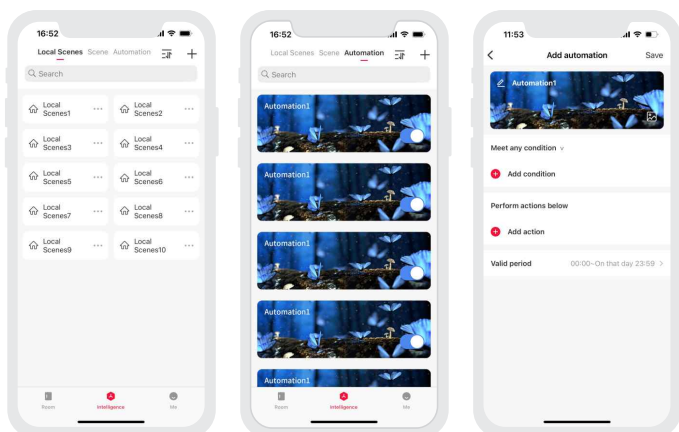 16:52
Local Scenes Scene Automation
Search
Local Scenes1
Local Scenes2
Local Scenes3
Local Scenes4
Local Scenes5
Local Scenes6
Local Scenes7
Local Scenes8
Local Scenes9
Local Scenes10
Room Intelligence Me
16:52
Local Scenes Scene Automation
Search
Automation1
Automation1
Automation1
Automation1
Automation1
Room Intelligence Me
11:53
Add automation Save
Automation1
Meet any condition
Add condition
Perform actions below
Add action
Valid period 00:00~On that day 23:59